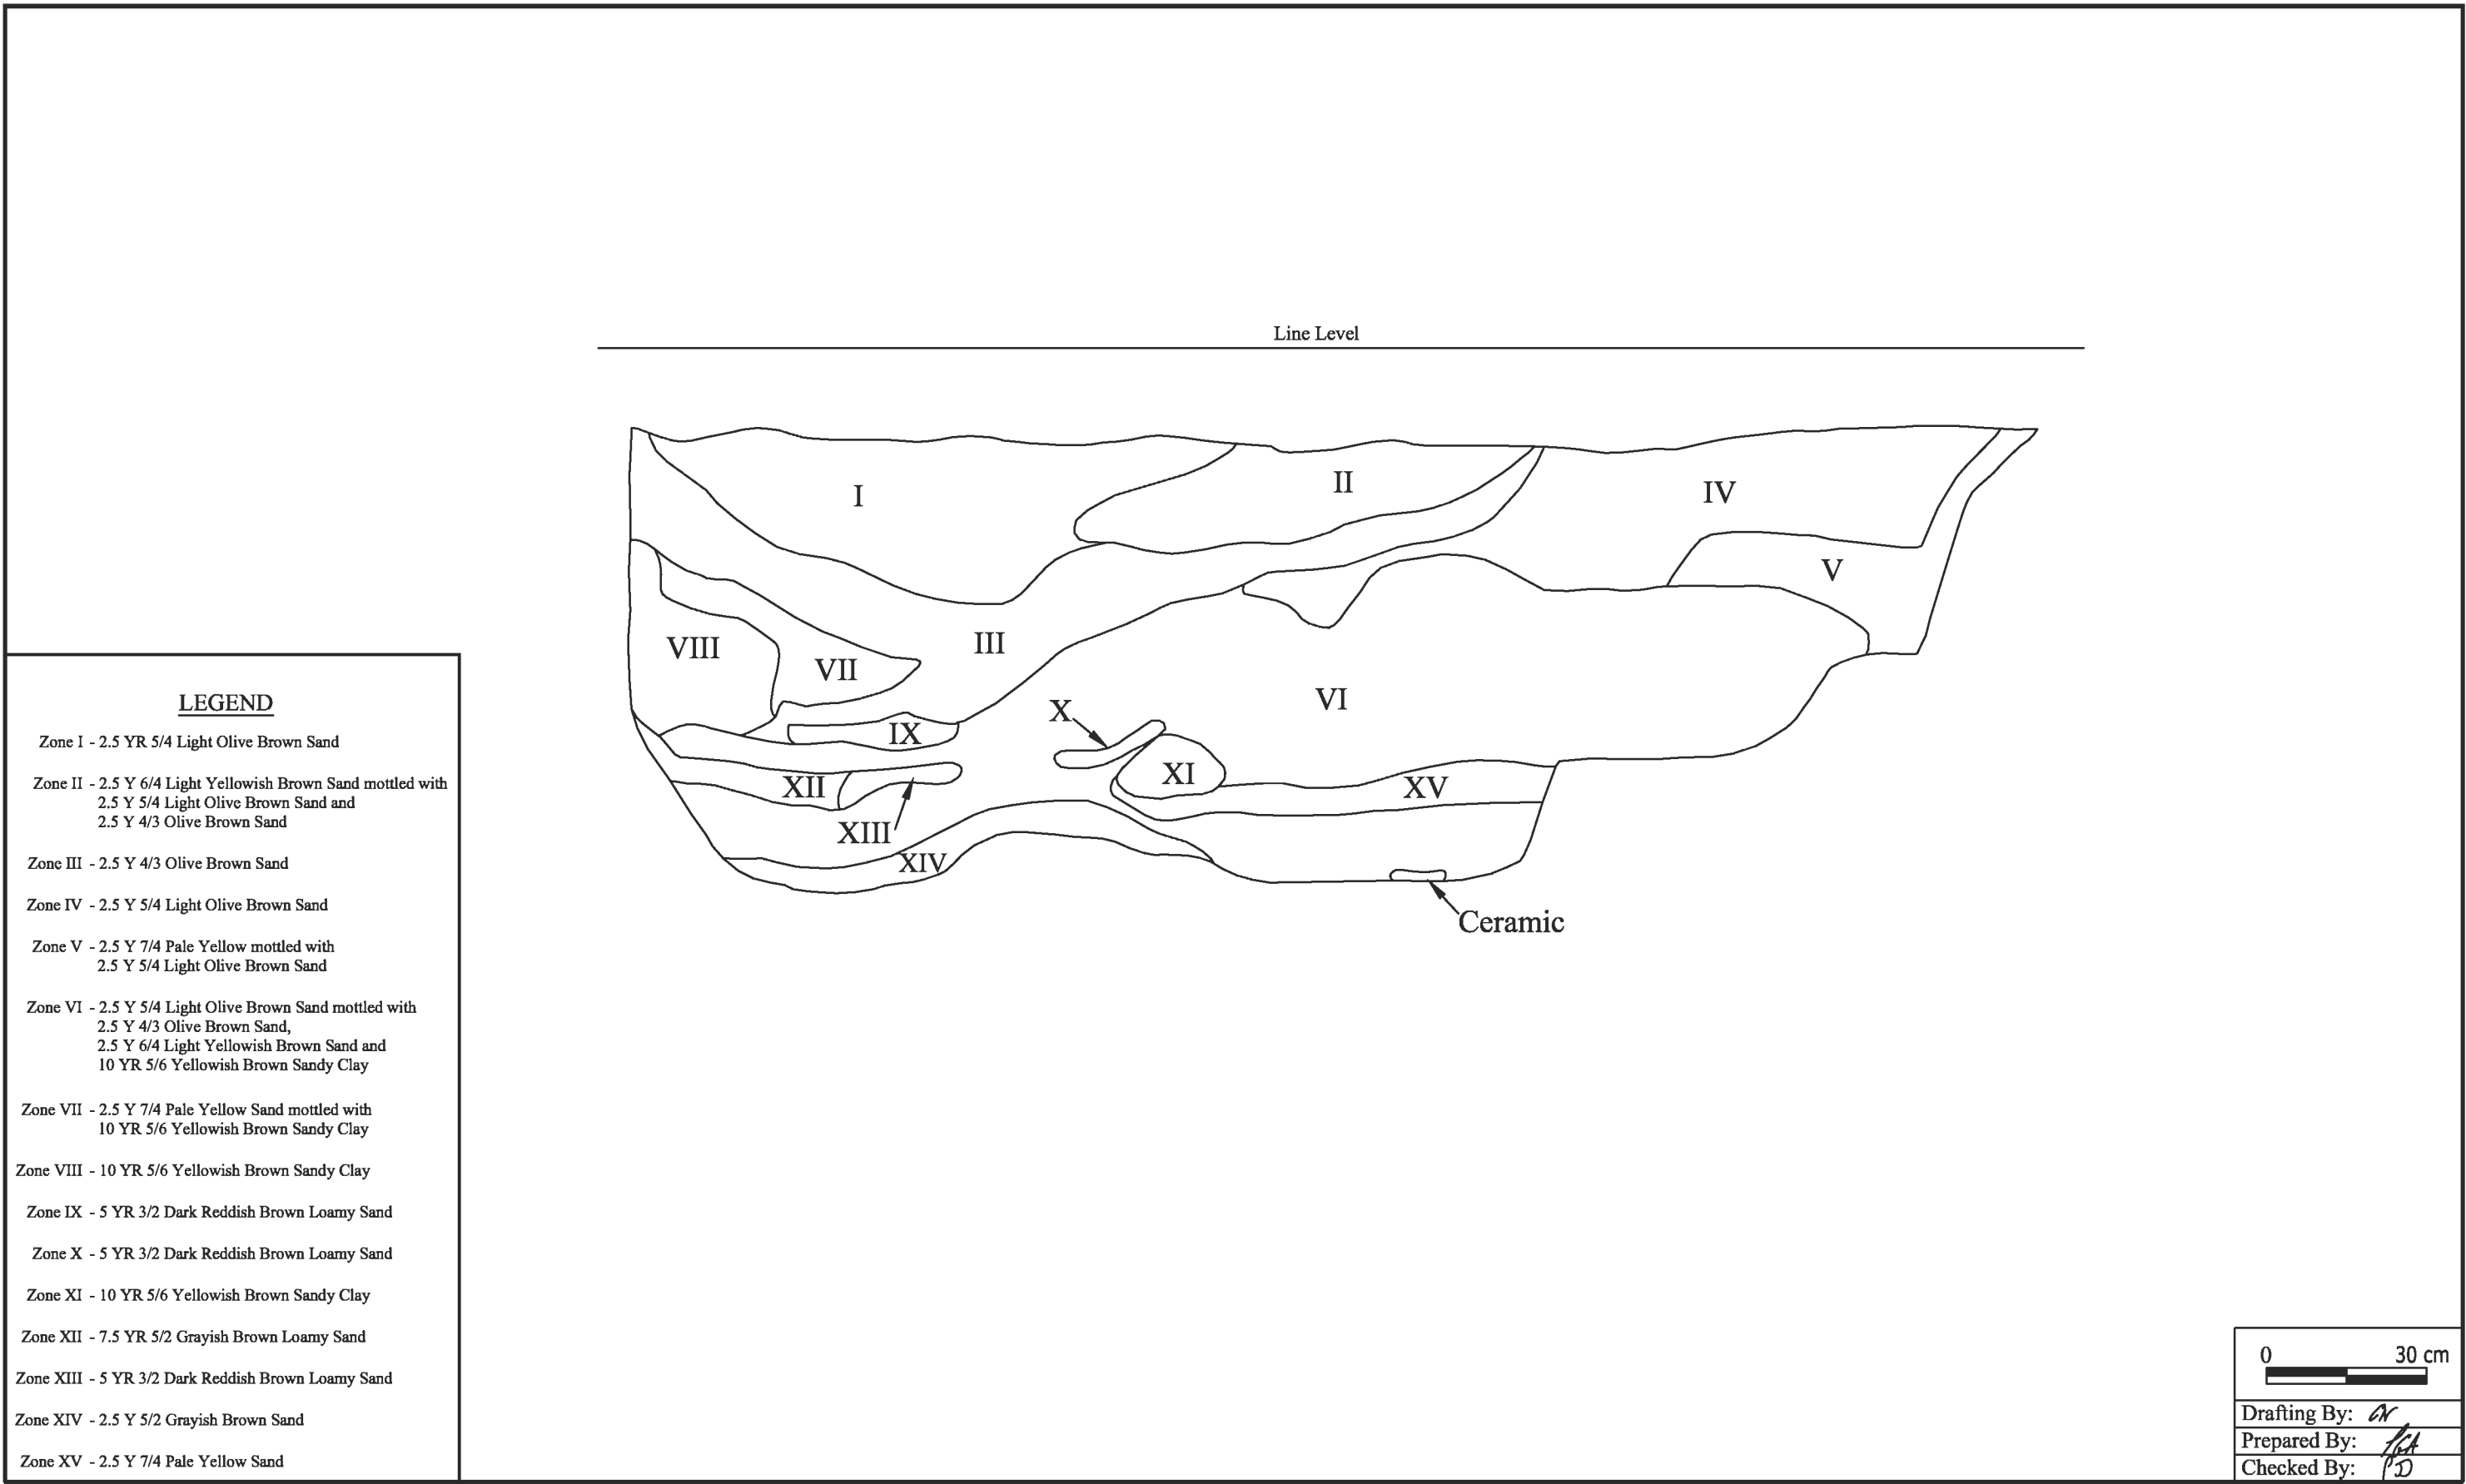 Line Level
I
II
IV
V
III
VIII
VII
VI
X
IX
XI
XII
XV
XIII
XIV
Ceramic
LEGEND
Zone I - 2.5 YR 5/4 Light Olive Brown Sand
Zone II - 2.5 Y 6/4 Light Yellowish Brown Sand mottled with
2.5 Y 5/4 Light Olive Brown Sand and
2.5 Y 4/3 Olive Brown Sand
Zone III - 2.5 Y 4/3 Olive Brown Sand
Zone IV - 2.5 Y 5/4 Light Olive Brown Sand
Zone V - 2.5 Y 7/4 Pale Yellow mottled with
2.5 Y 5/4 Light Olive Brown Sand
Zone VI - 2.5 Y 5/4 Light Olive Brown Sand mottled with
2.5 Y 4/3 Olive Brown Sand,
2.5 Y 6/4 Light Yellowish Brown Sand and
10 YR 5/6 Yellowish Brown Sandy Clay
Zone VII - 2.5 Y 7/4 Pale Yellow Sand mottled with
10 YR 5/6 Yellowish Brown Sandy Clay
Zone VIII - 10 YR 5/6 Yellowish Brown Sandy Clay
Zone IX - 5 YR 3/2 Dark Reddish Brown Loamy Sand
Zone X - 5 YR 3/2 Dark Reddish Brown Loamy Sand
Zone XI - 10 YR 5/6 Yellowish Brown Sandy Clay
Zone XII - 7.5 YR 5/2 Grayish Brown Loamy Sand
Zone XIII - 5 YR 3/2 Dark Reddish Brown Loamy Sand
Zone XIV - 2.5 Y 5/2 Grayish Brown Sand
Zone XV - 2.5 Y 7/4 Pale Yellow Sand
0 30 cm
Drafting By:
Prepared By:
Checked By: